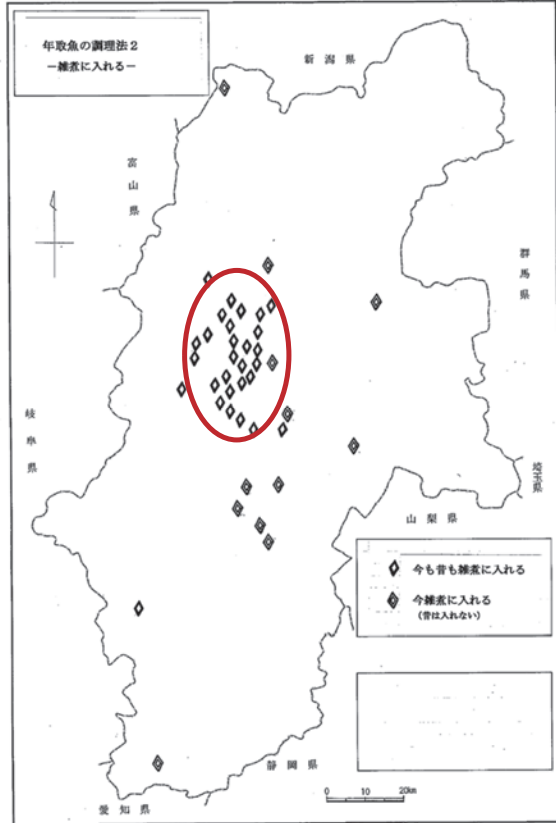 年取魚の調理法2
−雑煮に入れる−
新潟県
富山県
群馬県
岐阜県
埼玉県
山梨県
今も昔も雑煮に入れる
今雑煮に入れる
(昔は入れない)
静岡県
愛知県
0 10 20km